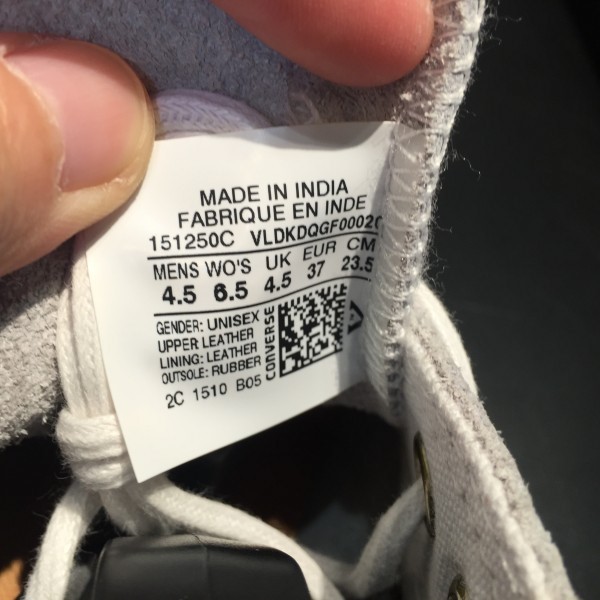 MADE IN INDIA
FABRIQUE EN INDE
151250C VLDKDQGF0002
MENS WO'S UK EUR CM
4.5 6.5 4.5 37 23.5
GENDER: UNISEX
UPPER LEATHER
LINING: LEATHER
OUTSOLE: RUBBER
2C 1510 B05
CONVERSE